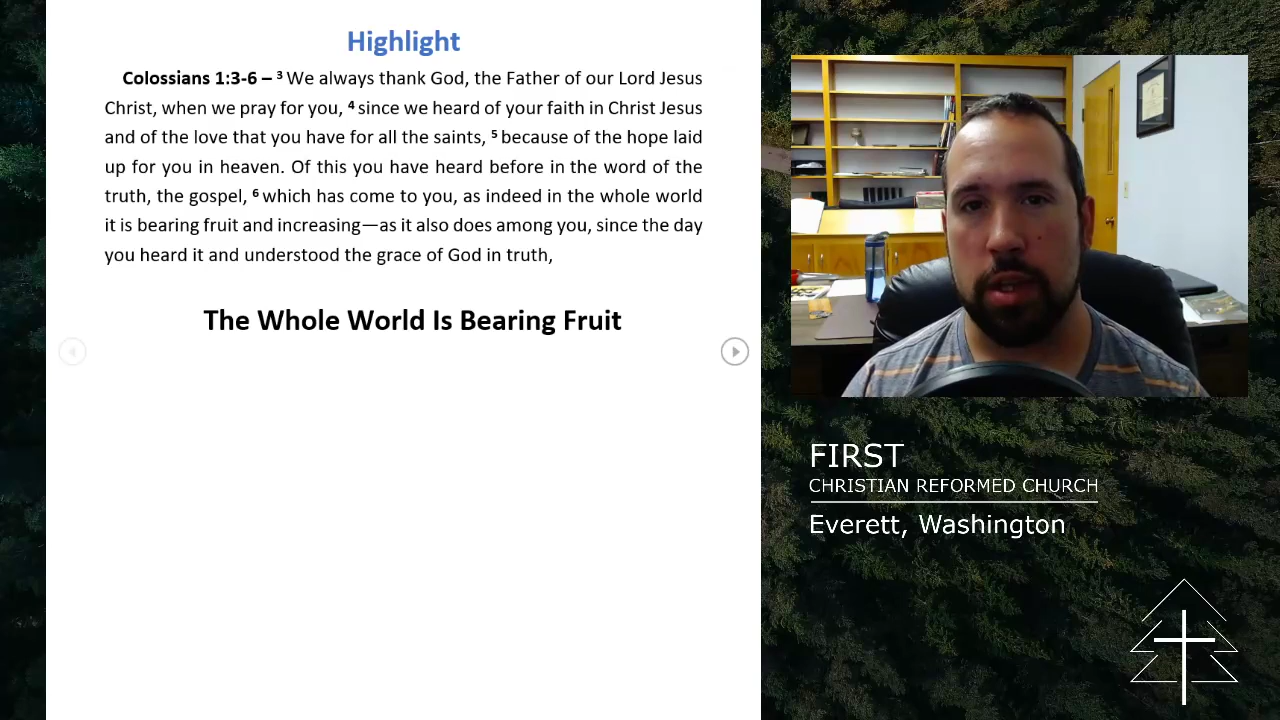 Highlight
Colossians 1:3-6 – ³ We always thank God, the Father of our Lord Jesus
Christ, when we pray for you, ⁴ since we heard of your faith in Christ Jesus
and of the love that you have for all the saints, ⁵ because of the hope laid
up for you in heaven. Of this you have heard before in the word of the
truth, the gospel, ⁶ which has come to you, as indeed in the whole world
it is bearing fruit and increasing—as it also does among you, since the day
you heard it and understood the grace of God in truth,
The Whole World Is Bearing Fruit
FIRST
CHRISTIAN REFORMED CHURCH
Everett, Washington